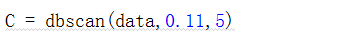 C = dbscan(data,0.11,5)